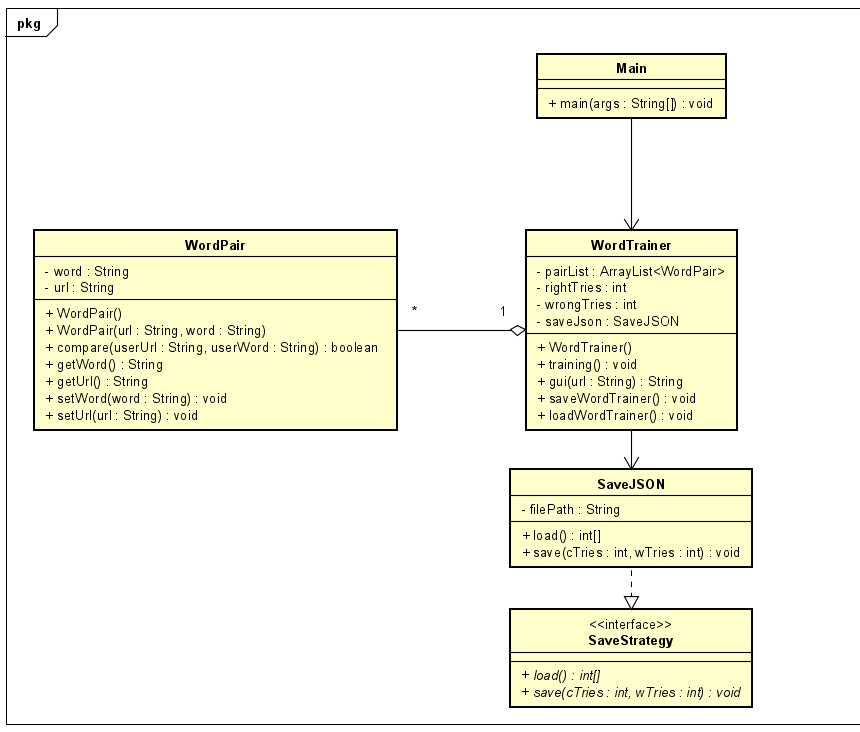 pkg
Main
+ main(args : String[]) : void
WordPair
- word : String
- url : String
+ WordPair()
+ WordPair(url : String, word : String)
+ compare(userUrl : String, userWord : String) : boolean
+ getWord() : String
+ getUrl() : String
+ setWord(word : String) : void
+ setUrl(url : String) : void
*
1
WordTrainer
- pairList : ArrayList<WordPair>
- rightTries : int
- wrongTries : int
- saveJson : SaveJSON
+ WordTrainer()
+ training() : void
+ gui(url : String) : String
+ saveWordTrainer() : void
+ loadWordTrainer() : void
SaveJSON
- filePath : String
+ load() : int[]
+ save(cTries : int, wTries : int) : void
<<interface>>
SaveStrategy
+ load() : int[]
+ save(cTries : int, wTries : int) : void